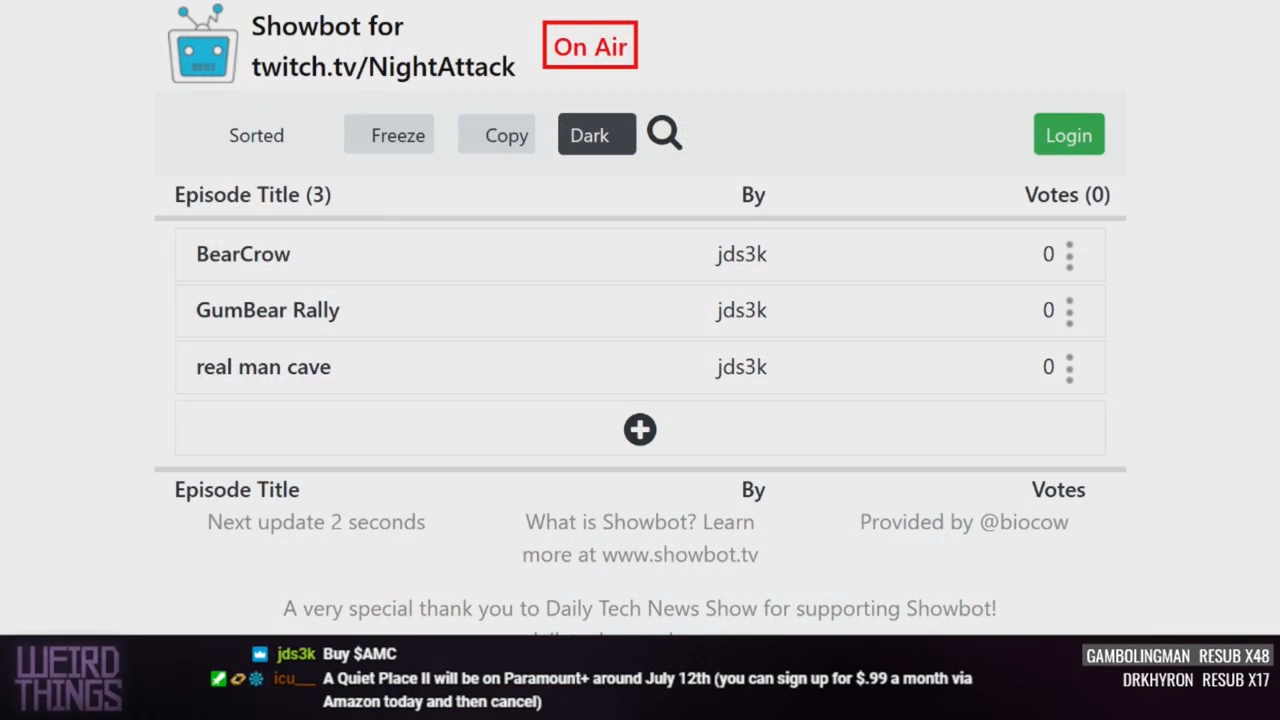 Showbot for
twitch.tv/NightAttack
On Air
Sorted Freeze Copy Dark Login
Episode Title (3) By Votes (0)
BearCrow jds3k 0
GumBear Rally jds3k 0
real man cave jds3k 0
Episode Title By Votes
Next update 2 seconds What is Showbot? Learn Provided by @biocow
more at www.showbot.tv
A very special thank you to Daily Tech News Show for supporting Showbot!
WEIRD
THINGS
jds3k Buy $AMC
icu__ A Quiet Place II will be on Paramount+ around July 12th (you can sign up for $.99 a month via
Amazon today and then cancel)
GAMBOLINGMAN RESUB X48
DRKHYRON RESUB X17